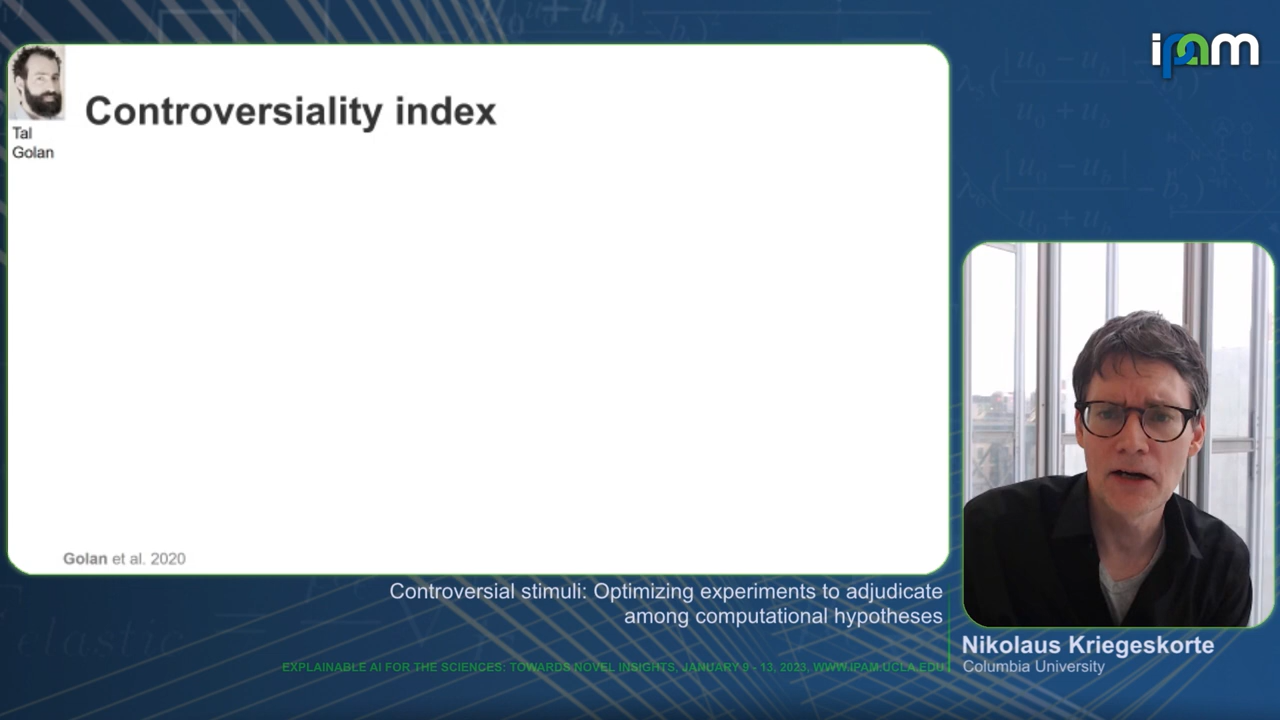 ipam
Controversiality index
Tal
Golan
Golan et al. 2020
Controversial stimuli: Optimizing experiments to adjudicate
among computational hypotheses
Nikolaus Kriegeskorte
Columbia University
EXPLAINABLE AI FOR THE SCIENCES: TOWARDS NOVEL INSIGHTS, JANUARY 9 - 13, 2023, WWW.IPAM.UCLA.EDU